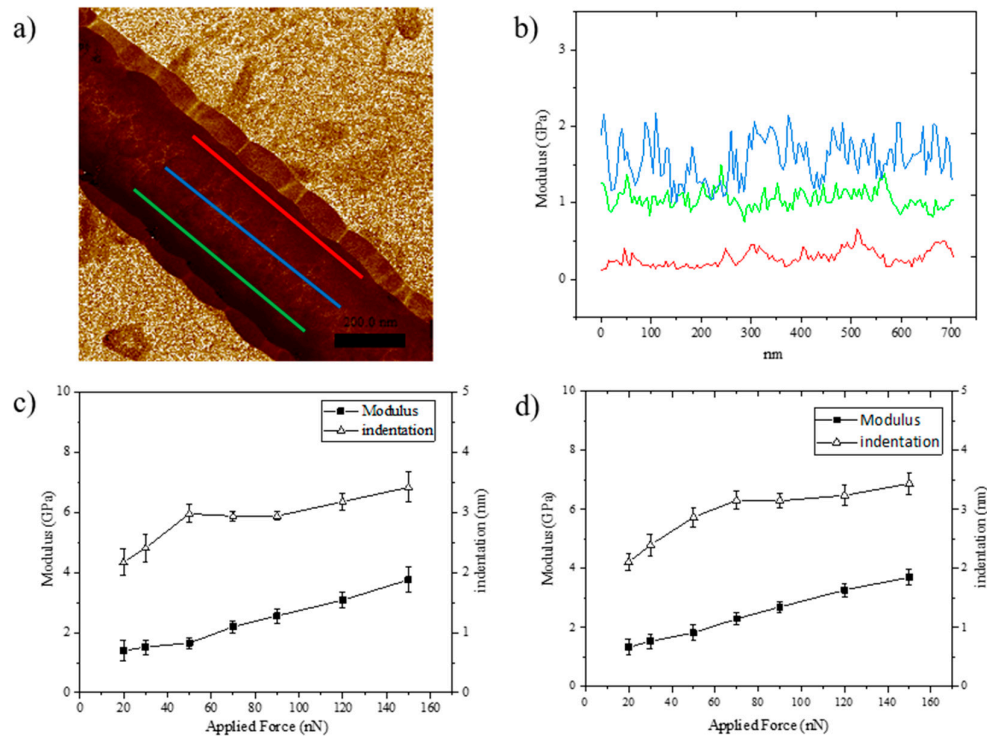 a)
200.0 nm
b)
3
2
1
0
Modulus (GPa)
0 100 200 300 400 500 600 700
nm
c)
10
8
6
4
2
0
Modulus (GPa)
Modulus
indentation
5
4
3
2
1
0
indentation (nm)
0 20 40 60 80 100 120 140 160
Applied Force (nN)
d)
10
8
6
4
2
0
Modulus (GPa)
Modulus
indentation
5
4
3
2
1
0
indentation (nm)
0 20 40 60 80 100 120 140 160
Applied Force (nN)